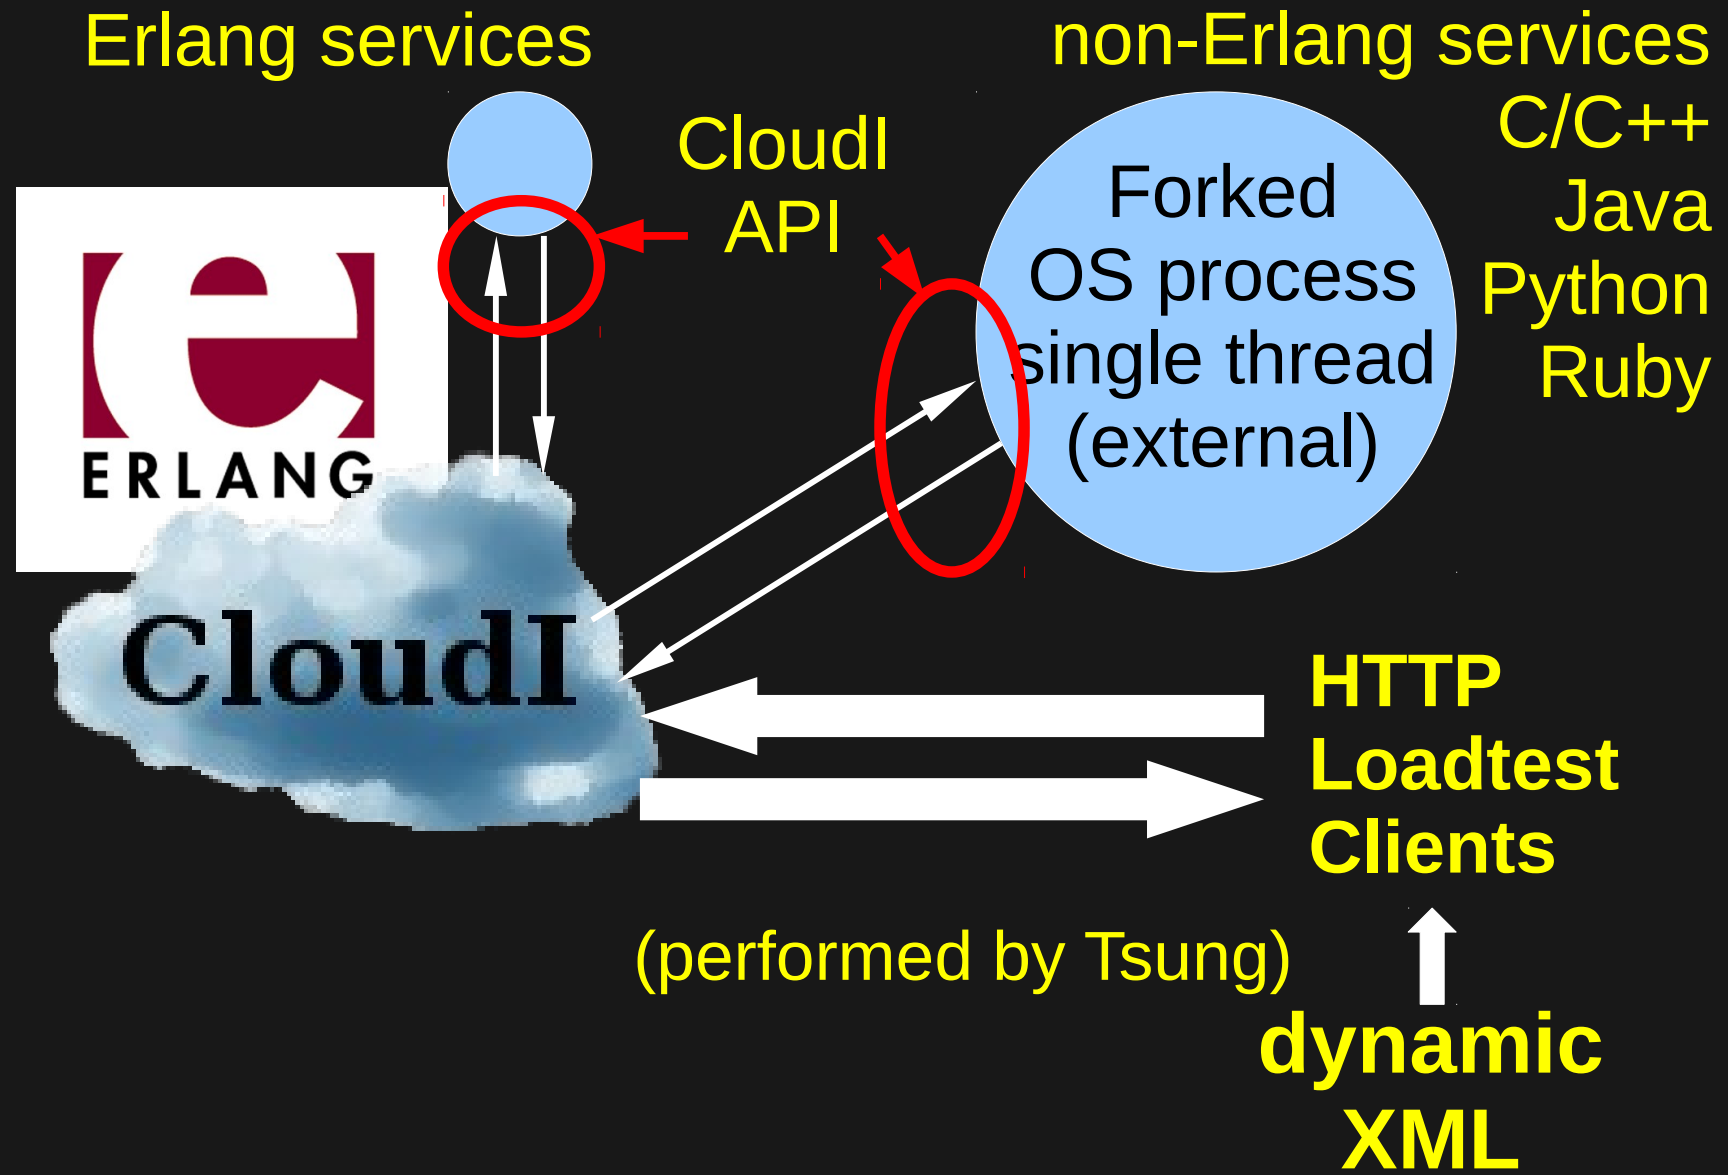 Erlang services
non-Erlang services
C/C++
Java
Python
Ruby
CloudI
API
Forked
OS process
single thread
(external)
ERLANG
CloudI
HTTP
Loadtest
Clients
(performed by Tsung)
dynamic
XML